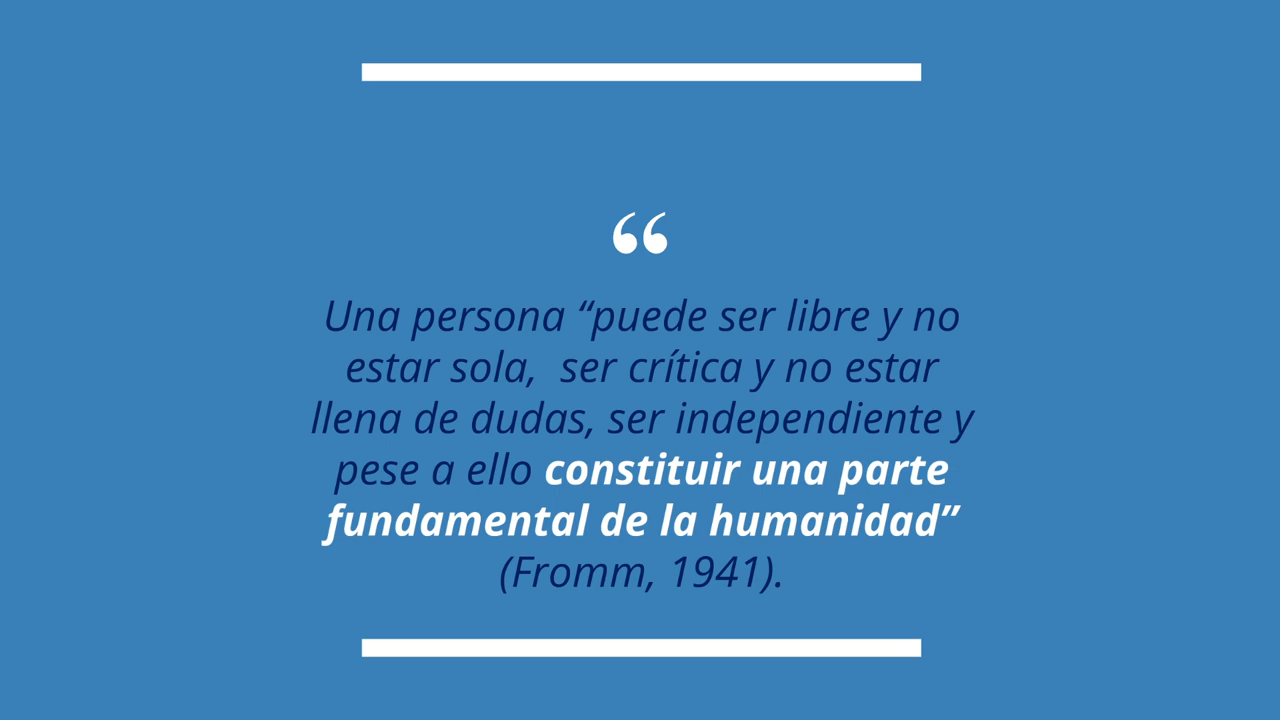 “
Una persona “puede ser libre y no
estar sola,  ser crítica y no estar
llena de dudas, ser independiente y
pese a ello constituir una parte
fundamental de la humanidad”
(Fromm, 1941).